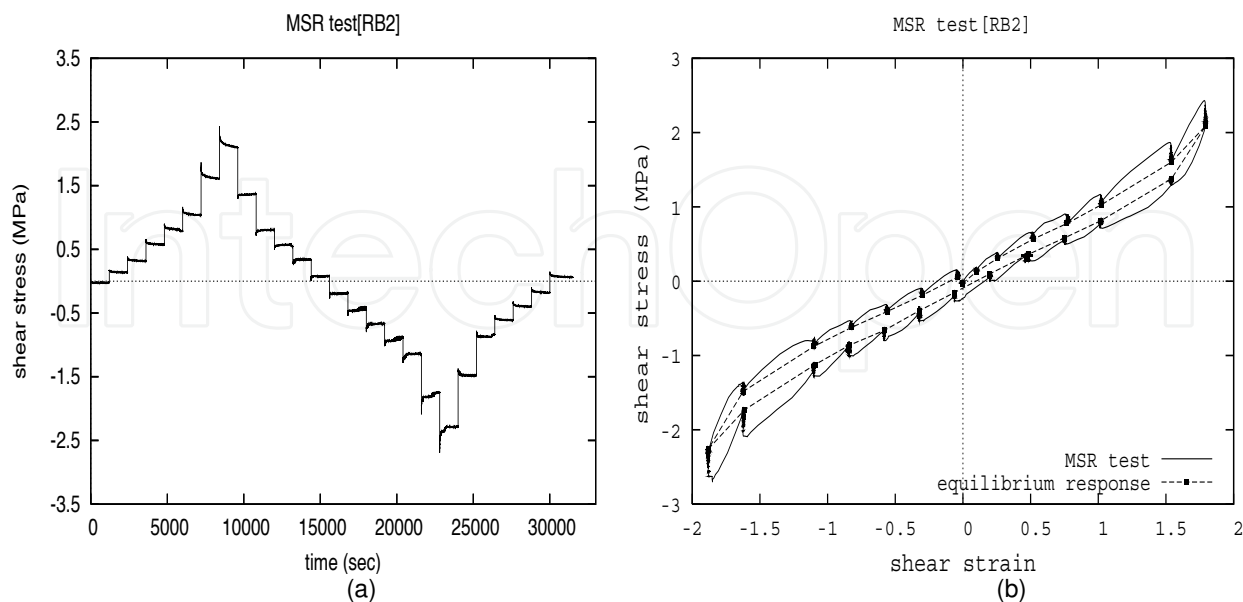 MSR test[RB2]
3.5
2.5
1.5
0.5
-0.5
-1.5
-2.5
-3.5
shear stress (MPa)
0 5000 10000 15000 20000 25000 30000
time (sec)
(a)
MSR test[RB2]
3
2
1
0
-1
-2
-3
shear stress (MPa)
MSR test
equilibrium response
-2 -1.5 -1 -0.5 0 0.5 1 1.5 2
shear strain
(b)
IntechOpen